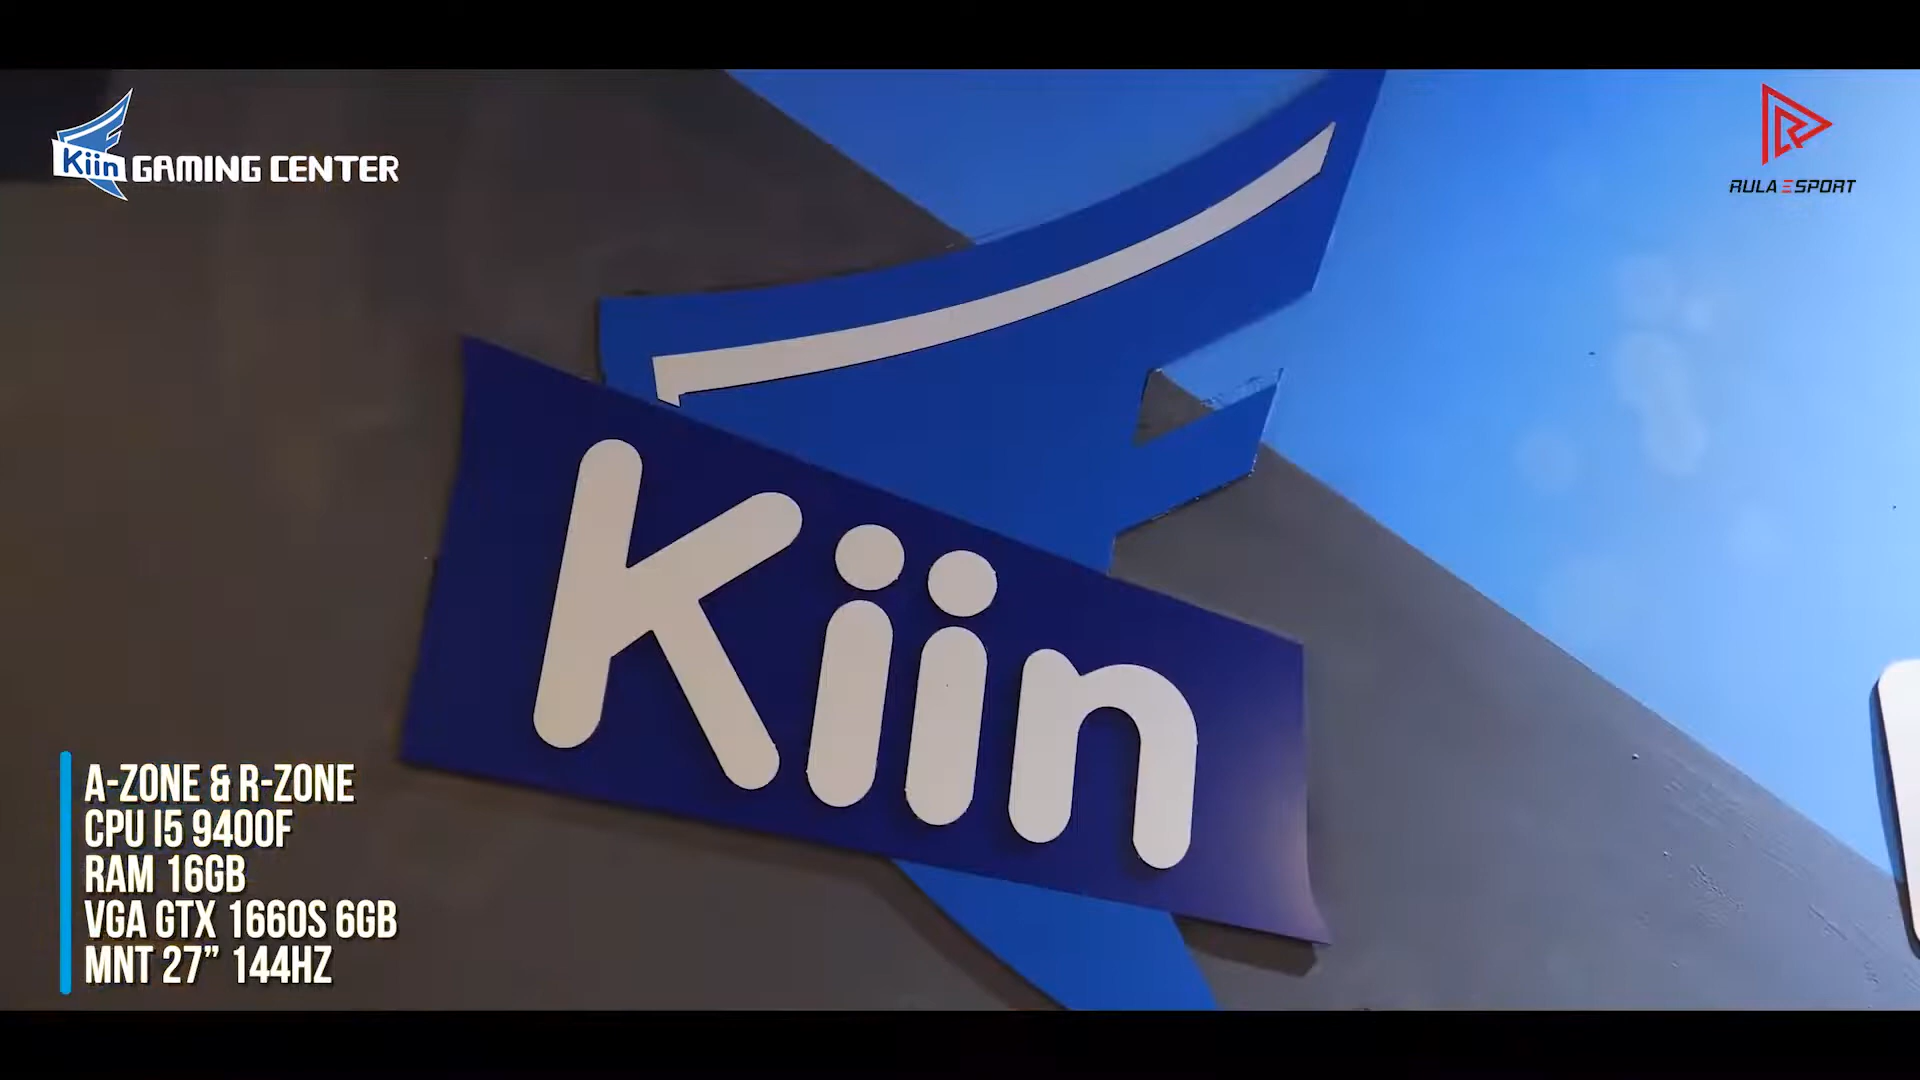 Kiin GAMING CENTER
RULA ESPORT
Kiin
A-ZONE & R-ZONE
CPU I5 9400F
RAM 16GB
VGA GTX 1660S 6GB
MNT 27” 144HZ